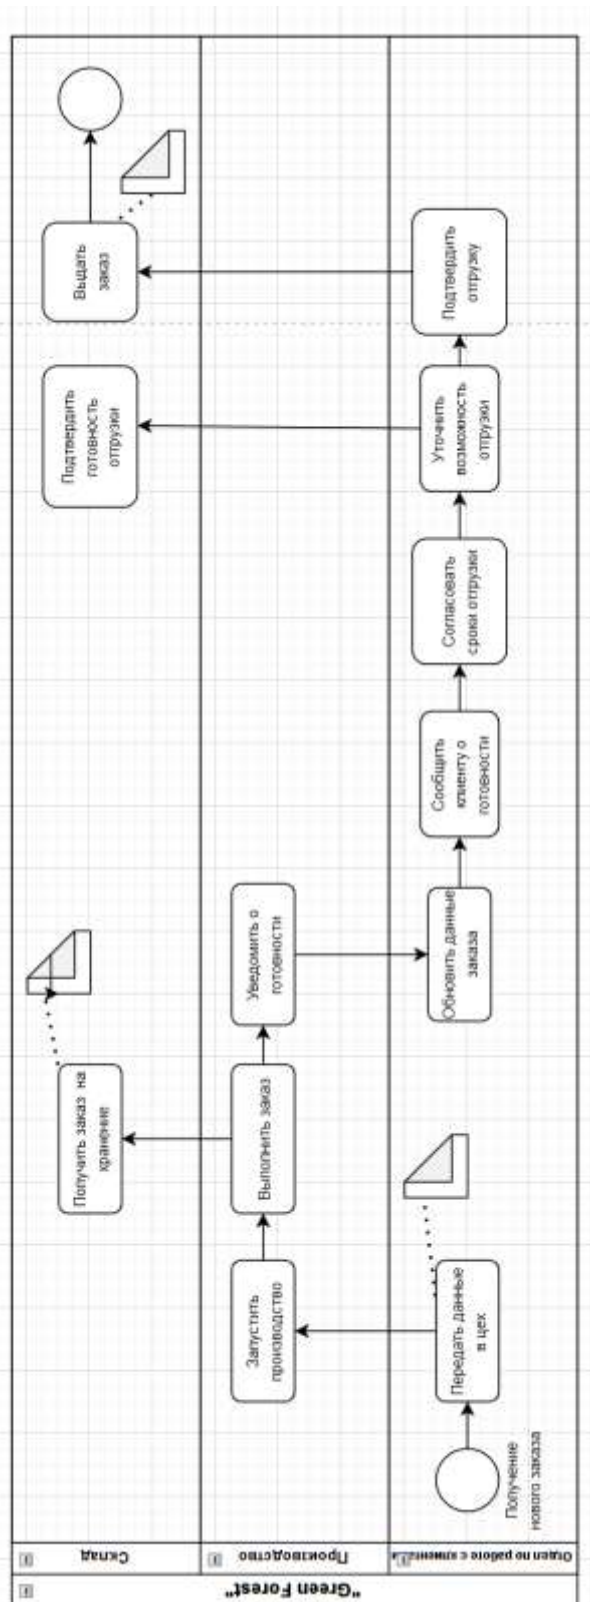 "Green Forest"
Склад
Получить заказ на
хранение
Подтвердить
готовность
отгрузки
Выдать
заказ
Производство
Запустить
производство
Выполнить заказ
Уведомить о
готовности
Отдел по работе с клиентами
Получение
нового заказа
Передать данные
в цех
Обновить данные
заказа
Сообщить
клиенту о
готовности
Согласовать
сроки отгрузки
Уточнить
возможность
отгрузки
Подтвердить
отгрузку